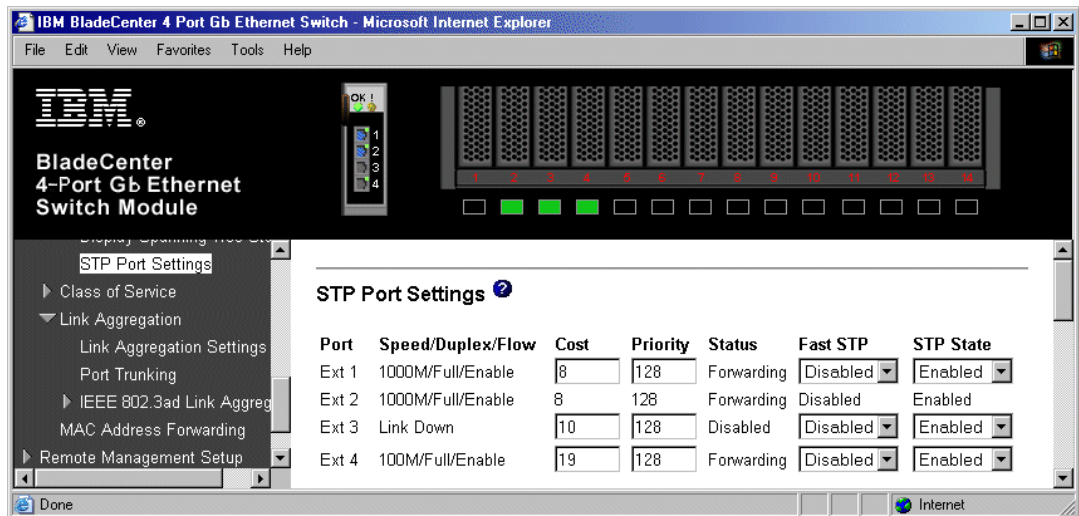 IBM BladeCenter 4 Port Gb Ethernet Switch - Microsoft Internet Explorer
File Edit View Favorites Tools Help
IBM®
BladeCenter
4-Port Gb Ethernet
Switch Module
OK !
1
2
3
4
1 2 3 4 5 6 7 8 9 10 11 12 13 14
Display Spanning Tree
STP Port Settings
Class of Service
Link Aggregation
Link Aggregation Settings
Port Trunking
IEEE 802.3ad Link Aggreg
MAC Address Forwarding
Remote Management Setup
STP Port Settings ?
Port Speed/Duplex/Flow Cost Priority Status Fast STP STP State
Ext 1 1000M/Full/Enable 8 128 Forwarding Disabled Enabled
Ext 2 1000M/Full/Enable 8 128 Forwarding Disabled Enabled
Ext 3 Link Down 10 128 Disabled Disabled Enabled
Ext 4 100M/Full/Enable 19 128 Forwarding Disabled Enabled
Done
Internet